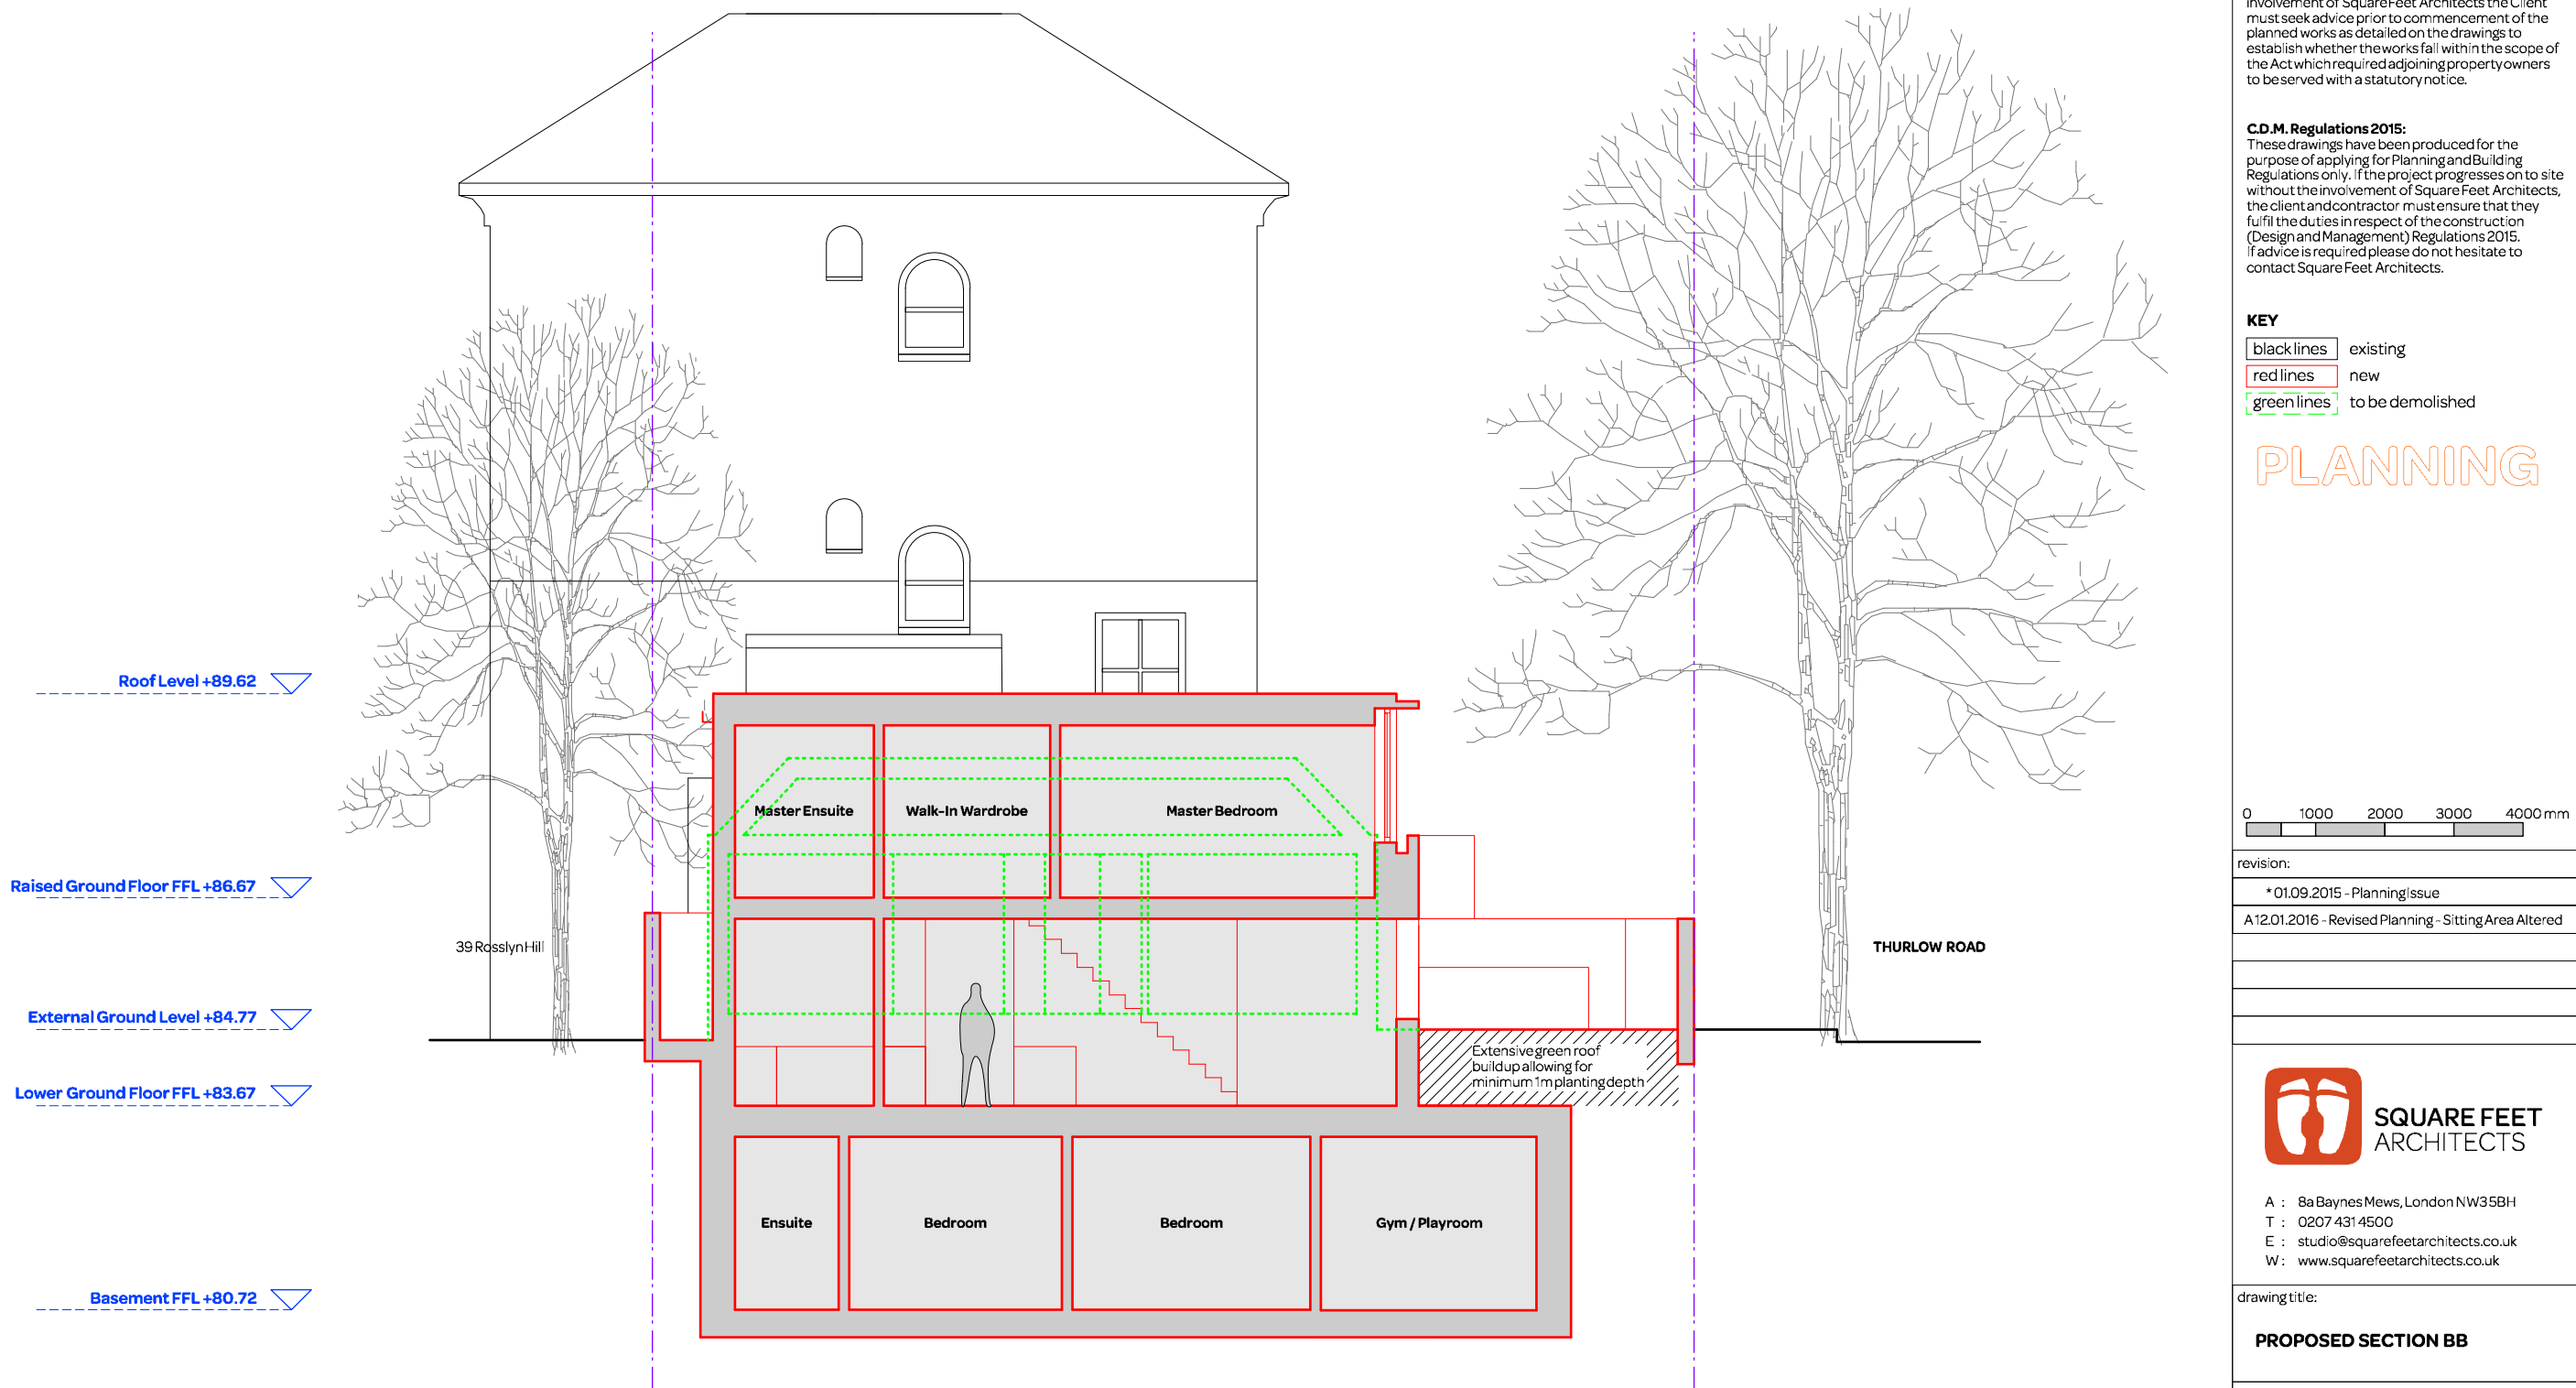 involvement of Square Feet Architects the Client
must seek advice prior to commencement of the
planned works as detailed on the drawings to
establish whether the works fall within the scope of
the Act which required adjoining property owners
to be served with a statutory notice.
C.D.M. Regulations 2015:
These drawings have been produced for the
purpose of applying for Planning and Building
Regulations only. If the project progresses on to site
without the involvement of Square Feet Architects,
the client and contractor must ensure that they
fulfil the duties in respect of the construction
(Design and Management) Regulations 2015.
If advice is required please do not hesitate to
contact Square Feet Architects.
KEY
black lines existing
red lines new
green lines to be demolished
PLANNING
Roof Level +89.62
Raised Ground Floor FFL +86.67
External Ground Level +84.77
Lower Ground Floor FFL +83.67
Basement FFL +80.72
39 Rosslyn Hill
Master Ensuite
Walk-In Wardrobe
Master Bedroom
THURLOW ROAD
Extensive green roof
buildup allowing for
minimum 1m planting depth
Ensuite
Bedroom
Bedroom
Gym / Playroom
0 1000 2000 3000 4000 mm
revision:
* 01.09.2015 - Planning Issue
A 12.01.2016 - Revised Planning - Sitting Area Altered
SQUARE FEET
ARCHITECTS
A : 8a Baynes Mews, London NW3 5BH
T : 0207 431 4500
E : studio@squarefeetarchitects.co.uk
W : www.squarefeetarchitects.co.uk
drawing title:
PROPOSED SECTION BB